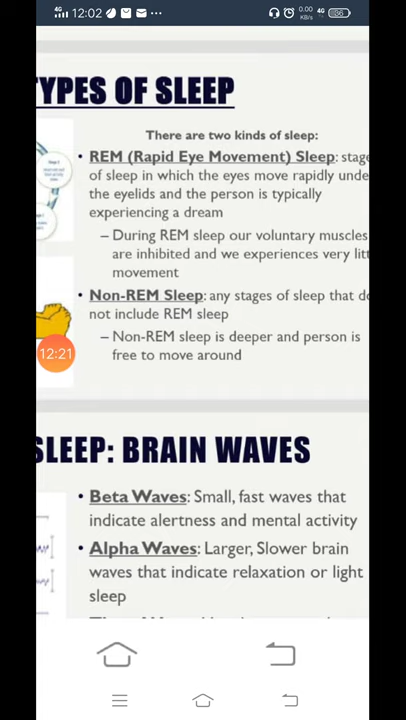 4G 12:02 0.00 KB/s 4G 86
TYPES OF SLEEP
There are two kinds of sleep:
• REM (Rapid Eye Movement) Sleep: stage
of sleep in which the eyes move rapidly unde
the eyelids and the person is typically
experiencing a dream
– During REM sleep our voluntary muscles
are inhibited and we experiences very litt
movement
• Non-REM Sleep: any stages of sleep that do
not include REM sleep
– Non-REM sleep is deeper and person is
free to move around
12:21
SLEEP: BRAIN WAVES
• Beta Waves: Small, fast waves that
indicate alertness and mental activity
• Alpha Waves: Larger, Slower brain
waves that indicate relaxation or light
sleep